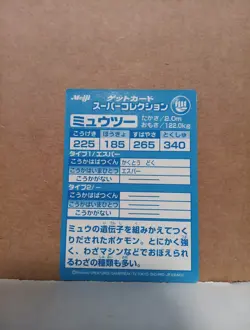 Meiji
ゲットカード
スーパーコレクション
ミュウツー
たかさ/2.0m
おもさ/122.0kg
こうげき ぼうぎょ すばやさ とくしゅ
225 185 265 340
タイプ1/エスパー
こうかはばつぐん かくとう どく
こうかはいまひとつ エスパー
こうかがない
タイプ2/ー
こうかはばつぐん
こうかはいまひとつ
こうかがない
ミュウの遺伝子を組みかえてつく
りだされたポケモン。とにかく強
く、わざマシンなどでおぼえられ
るわざの種類も多い。